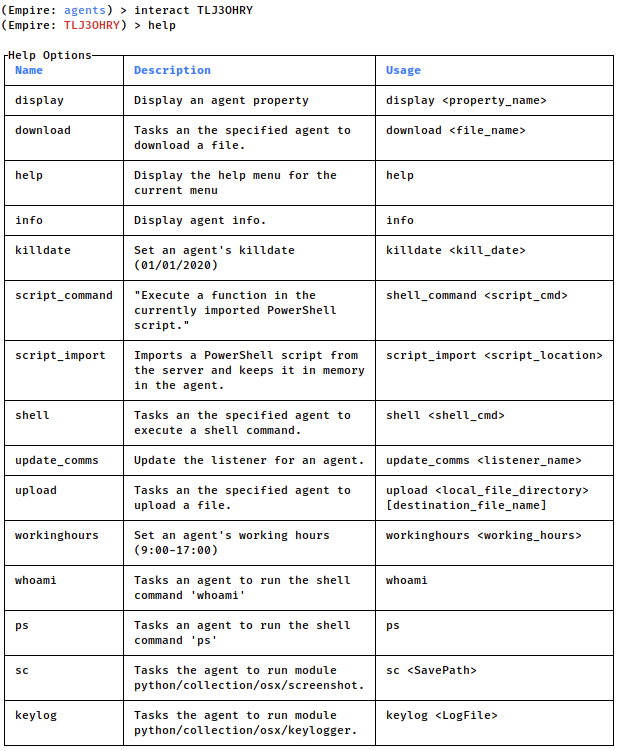 (Empire: agents) > interact TLJ3OHRY
(Empire: TLJ3OHRY) > help
Help Options
Name Description Usage
display Display an agent property display <property_name>
download Tasks an the specified agent to download <file_name>
download a file.
help Display the help menu for the help
current menu
info Display agent info. info
killdate Set an agent's killdate killdate <kill_date>
(01/01/2020)
script_command "Execute a function in the shell_command <script_cmd>
currently imported PowerShell
script."
script_import Imports a PowerShell script from script_import <script_location>
the server and keeps it in memory
in the agent.
shell Tasks an the specified agent to shell <shell_cmd>
execute a shell command.
update_comms Update the listener for an agent. update_comms <listener_name>
upload Tasks an the specified agent to upload <local_file_directory>
upload a file. [destination_file_name]
workinghours Set an agent's working hours workinghours <working_hours>
(9:00-17:00)
whoami Tasks an agent to run the shell whoami
command 'whoami'
ps Tasks an agent to run the shell ps
command 'ps'
sc Tasks the agent to run module sc <SavePath>
python/collection/osx/screenshot.
keylog Tasks the agent to run module keylog <LogFile>
python/collection/osx/keylogger.